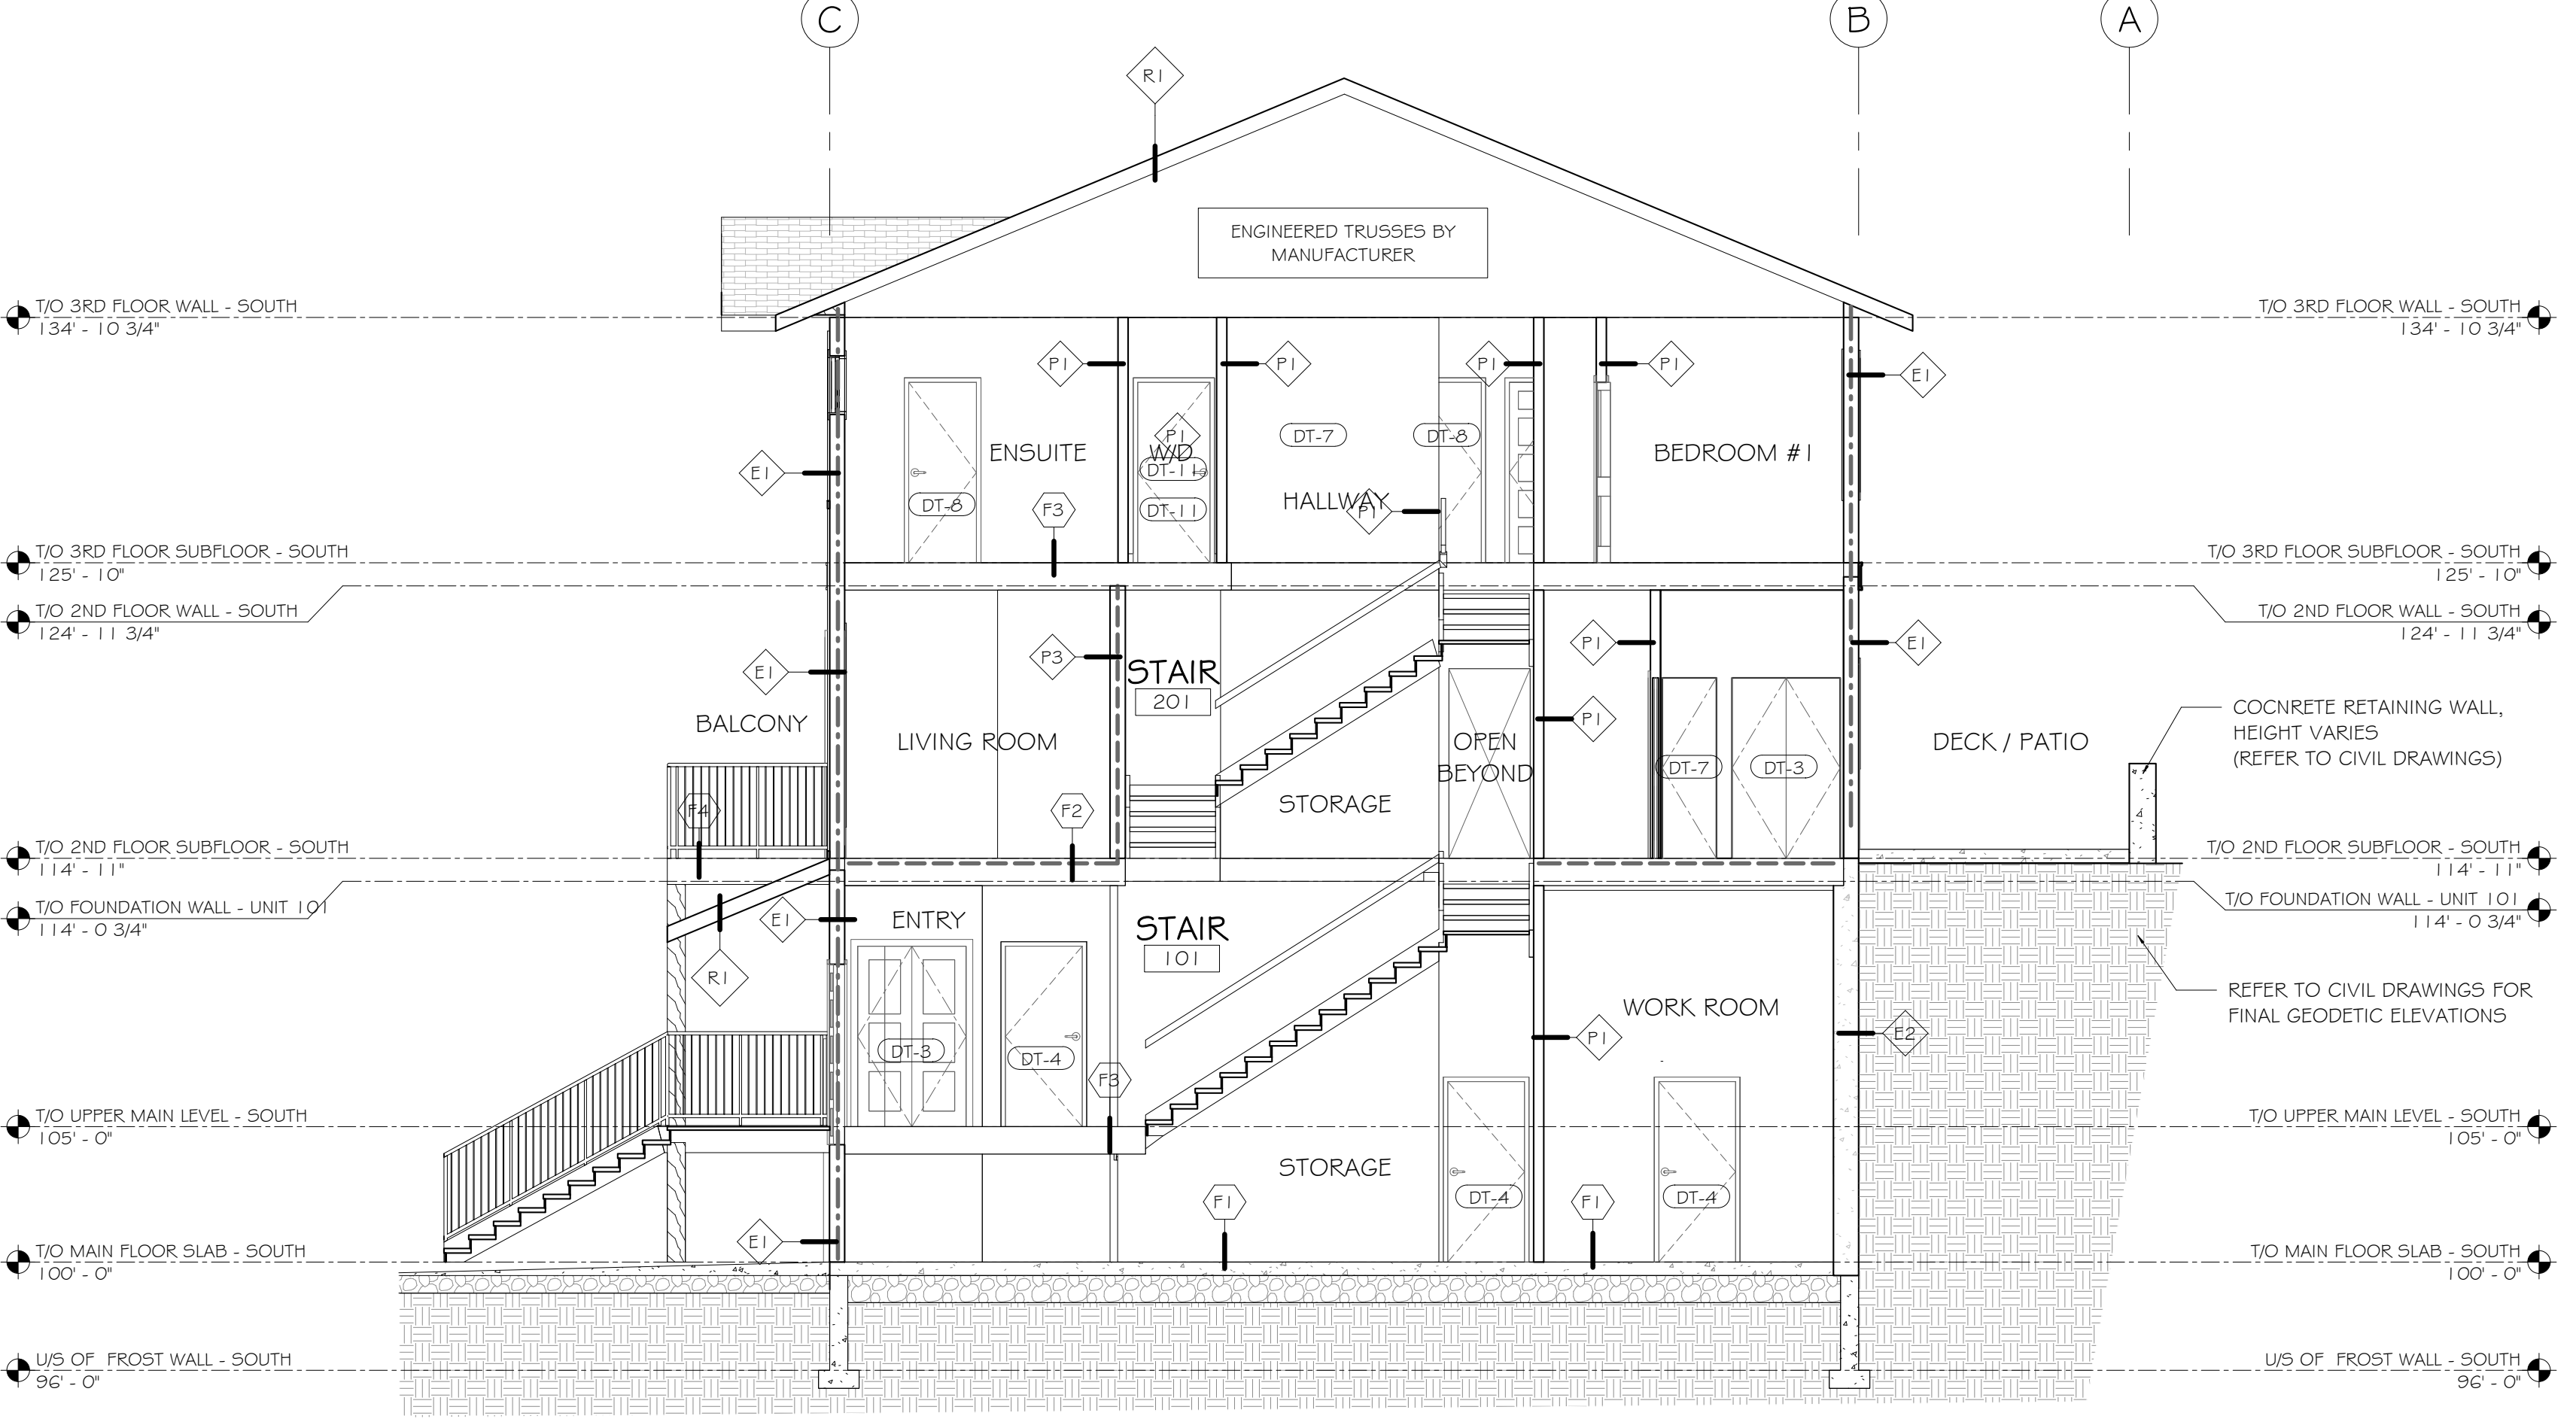 C
B
A
R1
ENGINEERED TRUSSES BY
MANUFACTURER
T/O 3RD FLOOR WALL - SOUTH
134' - 10 3/4"
T/O 3RD FLOOR WALL - SOUTH
134' - 10 3/4"
P1
P1
P1
P1
E1
P1
DT-7
DT-8
ENSUITE
W/D
BEDROOM #1
E1
DT-11
DT-8
F3
DT-11
HALLWAY
P1
T/O 3RD FLOOR SUBFLOOR - SOUTH
125' - 10"
T/O 3RD FLOOR SUBFLOOR - SOUTH
125' - 10"
T/O 2ND FLOOR WALL - SOUTH
124' - 11 3/4"
T/O 2ND FLOOR WALL - SOUTH
124' - 11 3/4"
E1
P3
STAIR
201
P1
E1
P1
BALCONY
LIVING ROOM
OPEN
BEYOND
DT-7
DT-3
DECK / PATIO
COCNRETE RETAINING WALL,
HEIGHT VARIES
(REFER TO CIVIL DRAWINGS)
F4
F2
STORAGE
T/O 2ND FLOOR SUBFLOOR - SOUTH
114' - 11"
T/O 2ND FLOOR SUBFLOOR - SOUTH
114' - 11"
T/O FOUNDATION WALL - UNIT 101
114' - 0 3/4"
T/O FOUNDATION WALL - UNIT 101
114' - 0 3/4"
E1
ENTRY
STAIR
101
R1
WORK ROOM
REFER TO CIVIL DRAWINGS FOR
FINAL GEODETIC ELEVATIONS
DT-3
DT-4
F3
P1
E2
T/O UPPER MAIN LEVEL - SOUTH
105' - 0"
T/O UPPER MAIN LEVEL - SOUTH
105' - 0"
STORAGE
F1
DT-4
F1
DT-4
E1
T/O MAIN FLOOR SLAB - SOUTH
100' - 0"
T/O MAIN FLOOR SLAB - SOUTH
100' - 0"
U/S OF FROST WALL - SOUTH
96' - 0"
U/S OF FROST WALL - SOUTH
96' - 0"